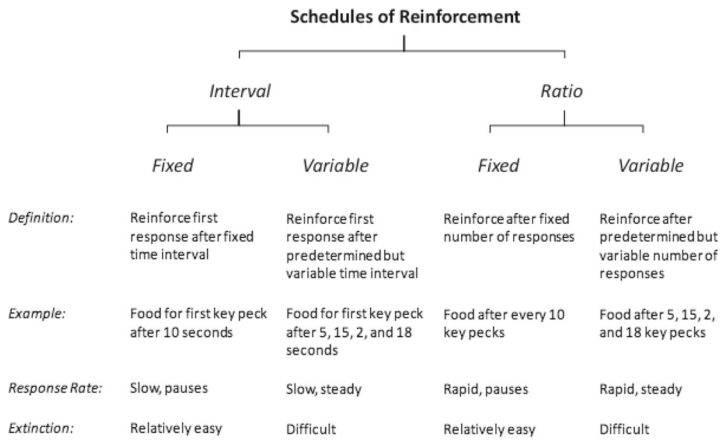 Schedules of Reinforcement
Interval
Ratio
Fixed
Variable
Fixed
Variable
Definition:
Reinforce first
response after fixed
time interval
Reinforce first
response after
predetermined but
variable time interval
Reinforce after fixed
number of responses
Reinforce after
predetermined but
variable number of
responses
Example:
Food for first key peck
after 10 seconds
Food for first key peck
after 5, 15, 2, and 18
seconds
Food after every 10
key pecks
Food after 5, 15, 2,
and 18 key pecks
Response Rate:
Slow, pauses
Slow, steady
Rapid, pauses
Rapid, steady
Extinction:
Relatively easy
Difficult
Relatively easy
Difficult